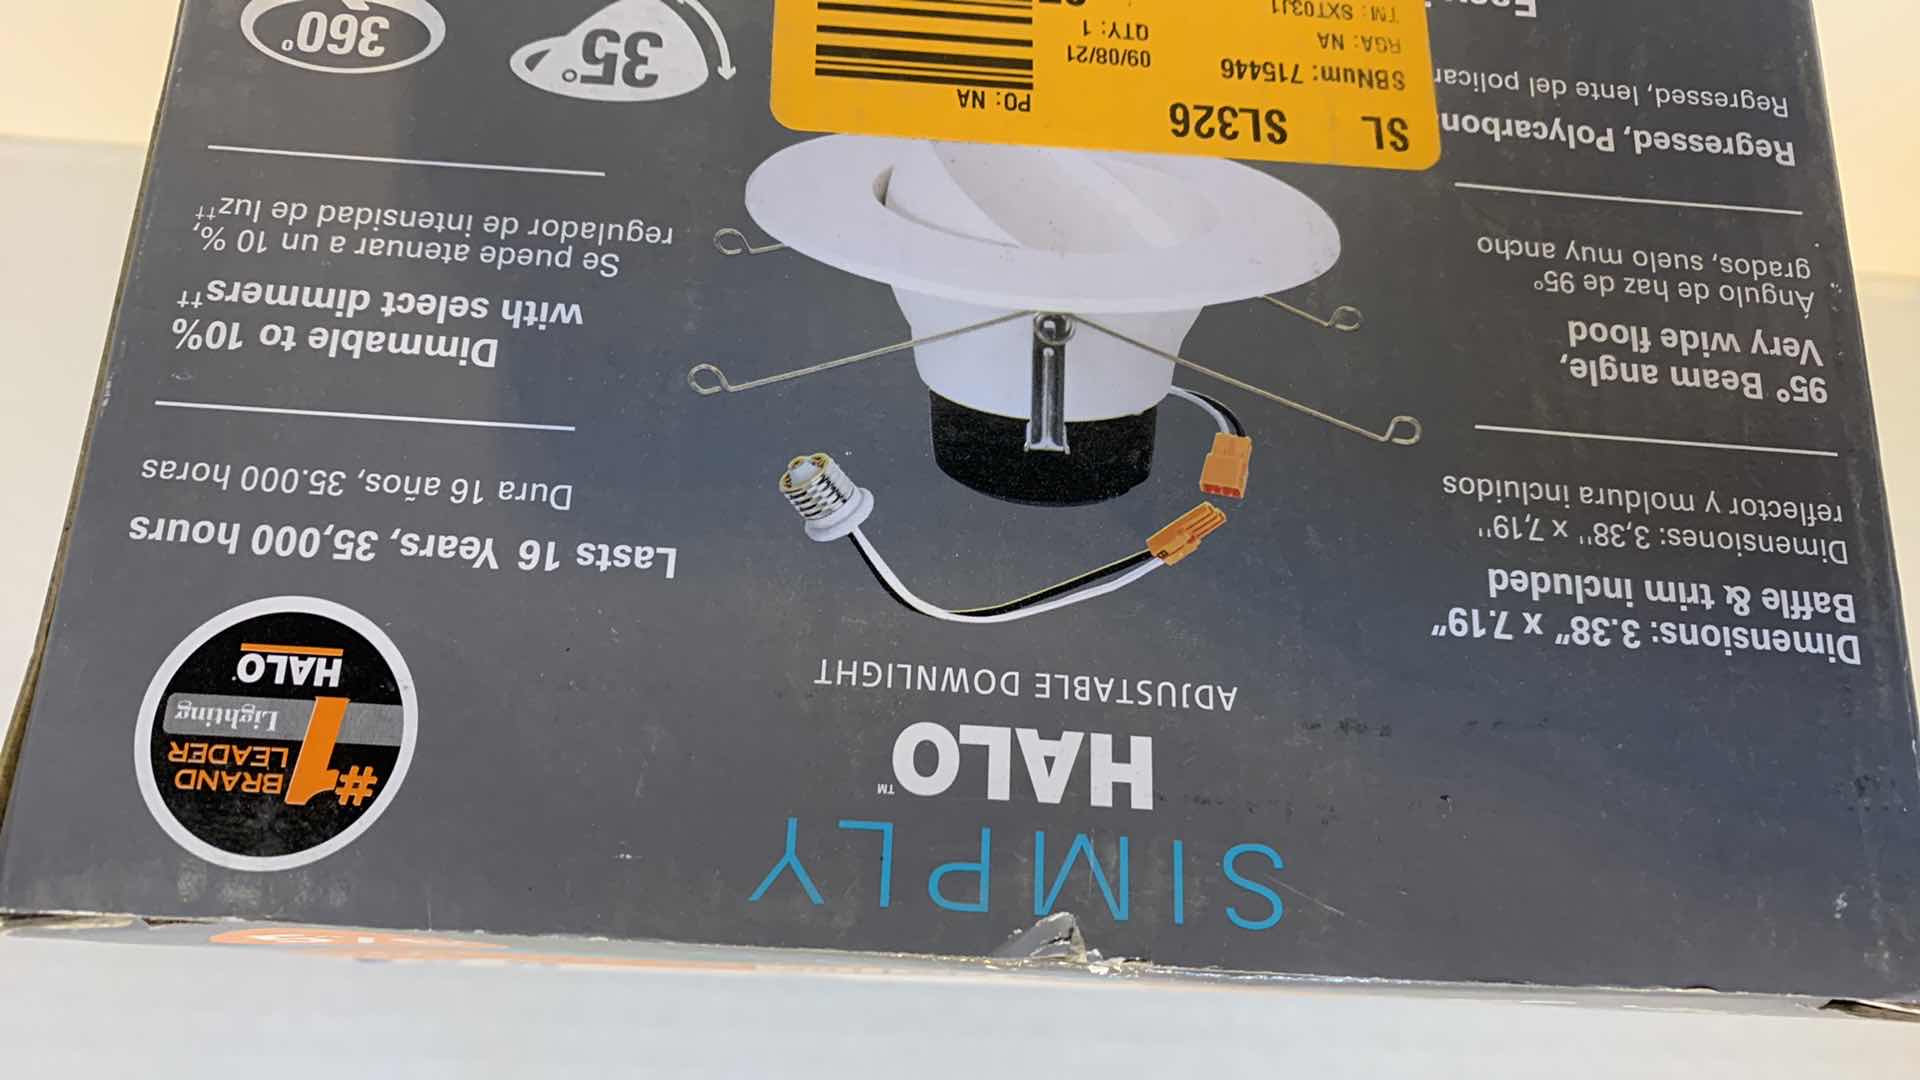 SIMPLY
HALO™
ADJUSTABLE DOWNLIGHT
#1 BRAND
LEADER
Lighting
HALO
Dimensions: 3.38" x 7.19"
Baffle & trim included
Dimensiones: 3,38" x 7,19"
reflector y moldura incluidos
95° Beam angle,
Very wide flood
Ángulo de haz de 95°
grados, suelo muy ancho
Regressed, Polycarbon
Regressed, lente del policar
Lasts 16 Years, 35,000 hours
Dura 16 años, 35.000 horas
Dimmable to 10%
with select dimmers††
Se puede atenuar a un 10 %,
regulador de intensidad de luz††
35°
360°
SL SL326
PO: NA
SBNum: 715446
09/08/21
RGA: NA
QTY: 1
TM: SXT03J1